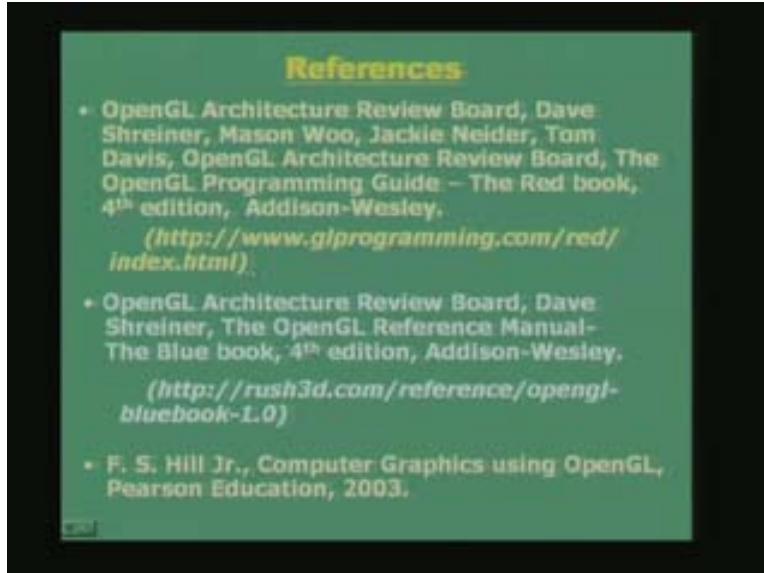 References
• OpenGL Architecture Review Board, Dave
Shreiner, Mason Woo, Jackie Neider, Tom
Davis, OpenGL Architecture Review Board, The
OpenGL Programming Guide – The Red book,
4th edition, Addison-Wesley.
(http://www.glprogramming.com/red/
index.html)
• OpenGL Architecture Review Board, Dave
Shreiner, The OpenGL Reference Manual-
The Blue book, 4th edition, Addison-Wesley.
(http://rush3d.com/reference/opengl-
bluebook-1.0)
• F. S. Hill Jr., Computer Graphics using OpenGL,
Pearson Education, 2003.